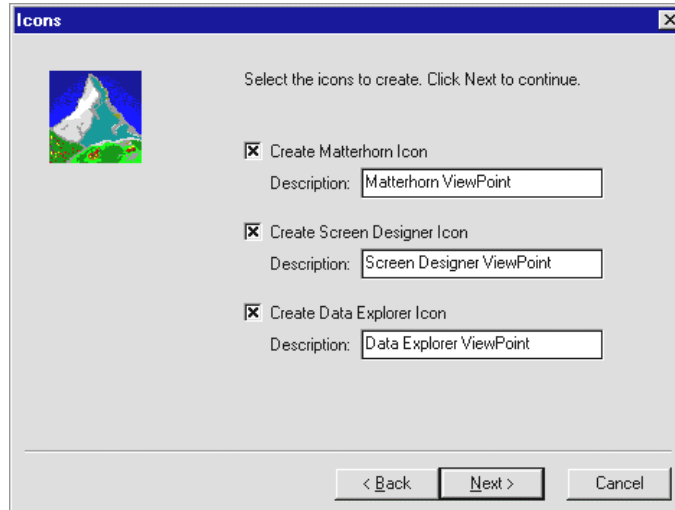 Icons
Select the icons to create. Click Next to continue.
Create Matterhorn Icon
Description: Matterhorn ViewPoint
Create Screen Designer Icon
Description: Screen Designer ViewPoint
Create Data Explorer Icon
Description: Data Explorer ViewPoint
< Back Next > Cancel